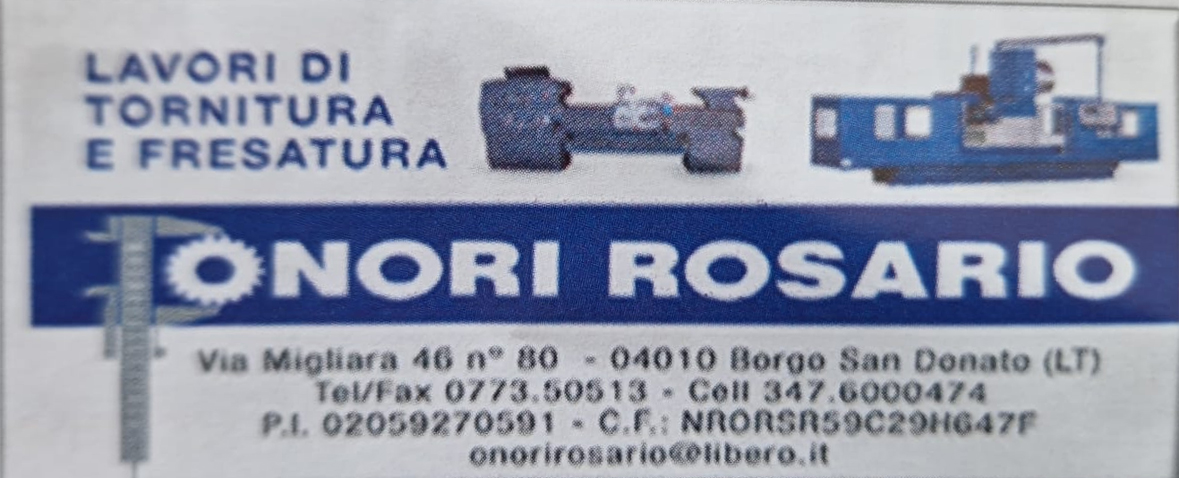 LAVORI DI
TORNITURA
E FRESATURA
ONORI ROSARIO
Via Migliara 46 n° 80 - 04010 Borgo San Donato (LT)
Tel/Fax 0773.50513 - Cell 347.6000474
P.I. 02059270591 - C.F.: NRORSR59C29H647F
onorirosario@libero.it